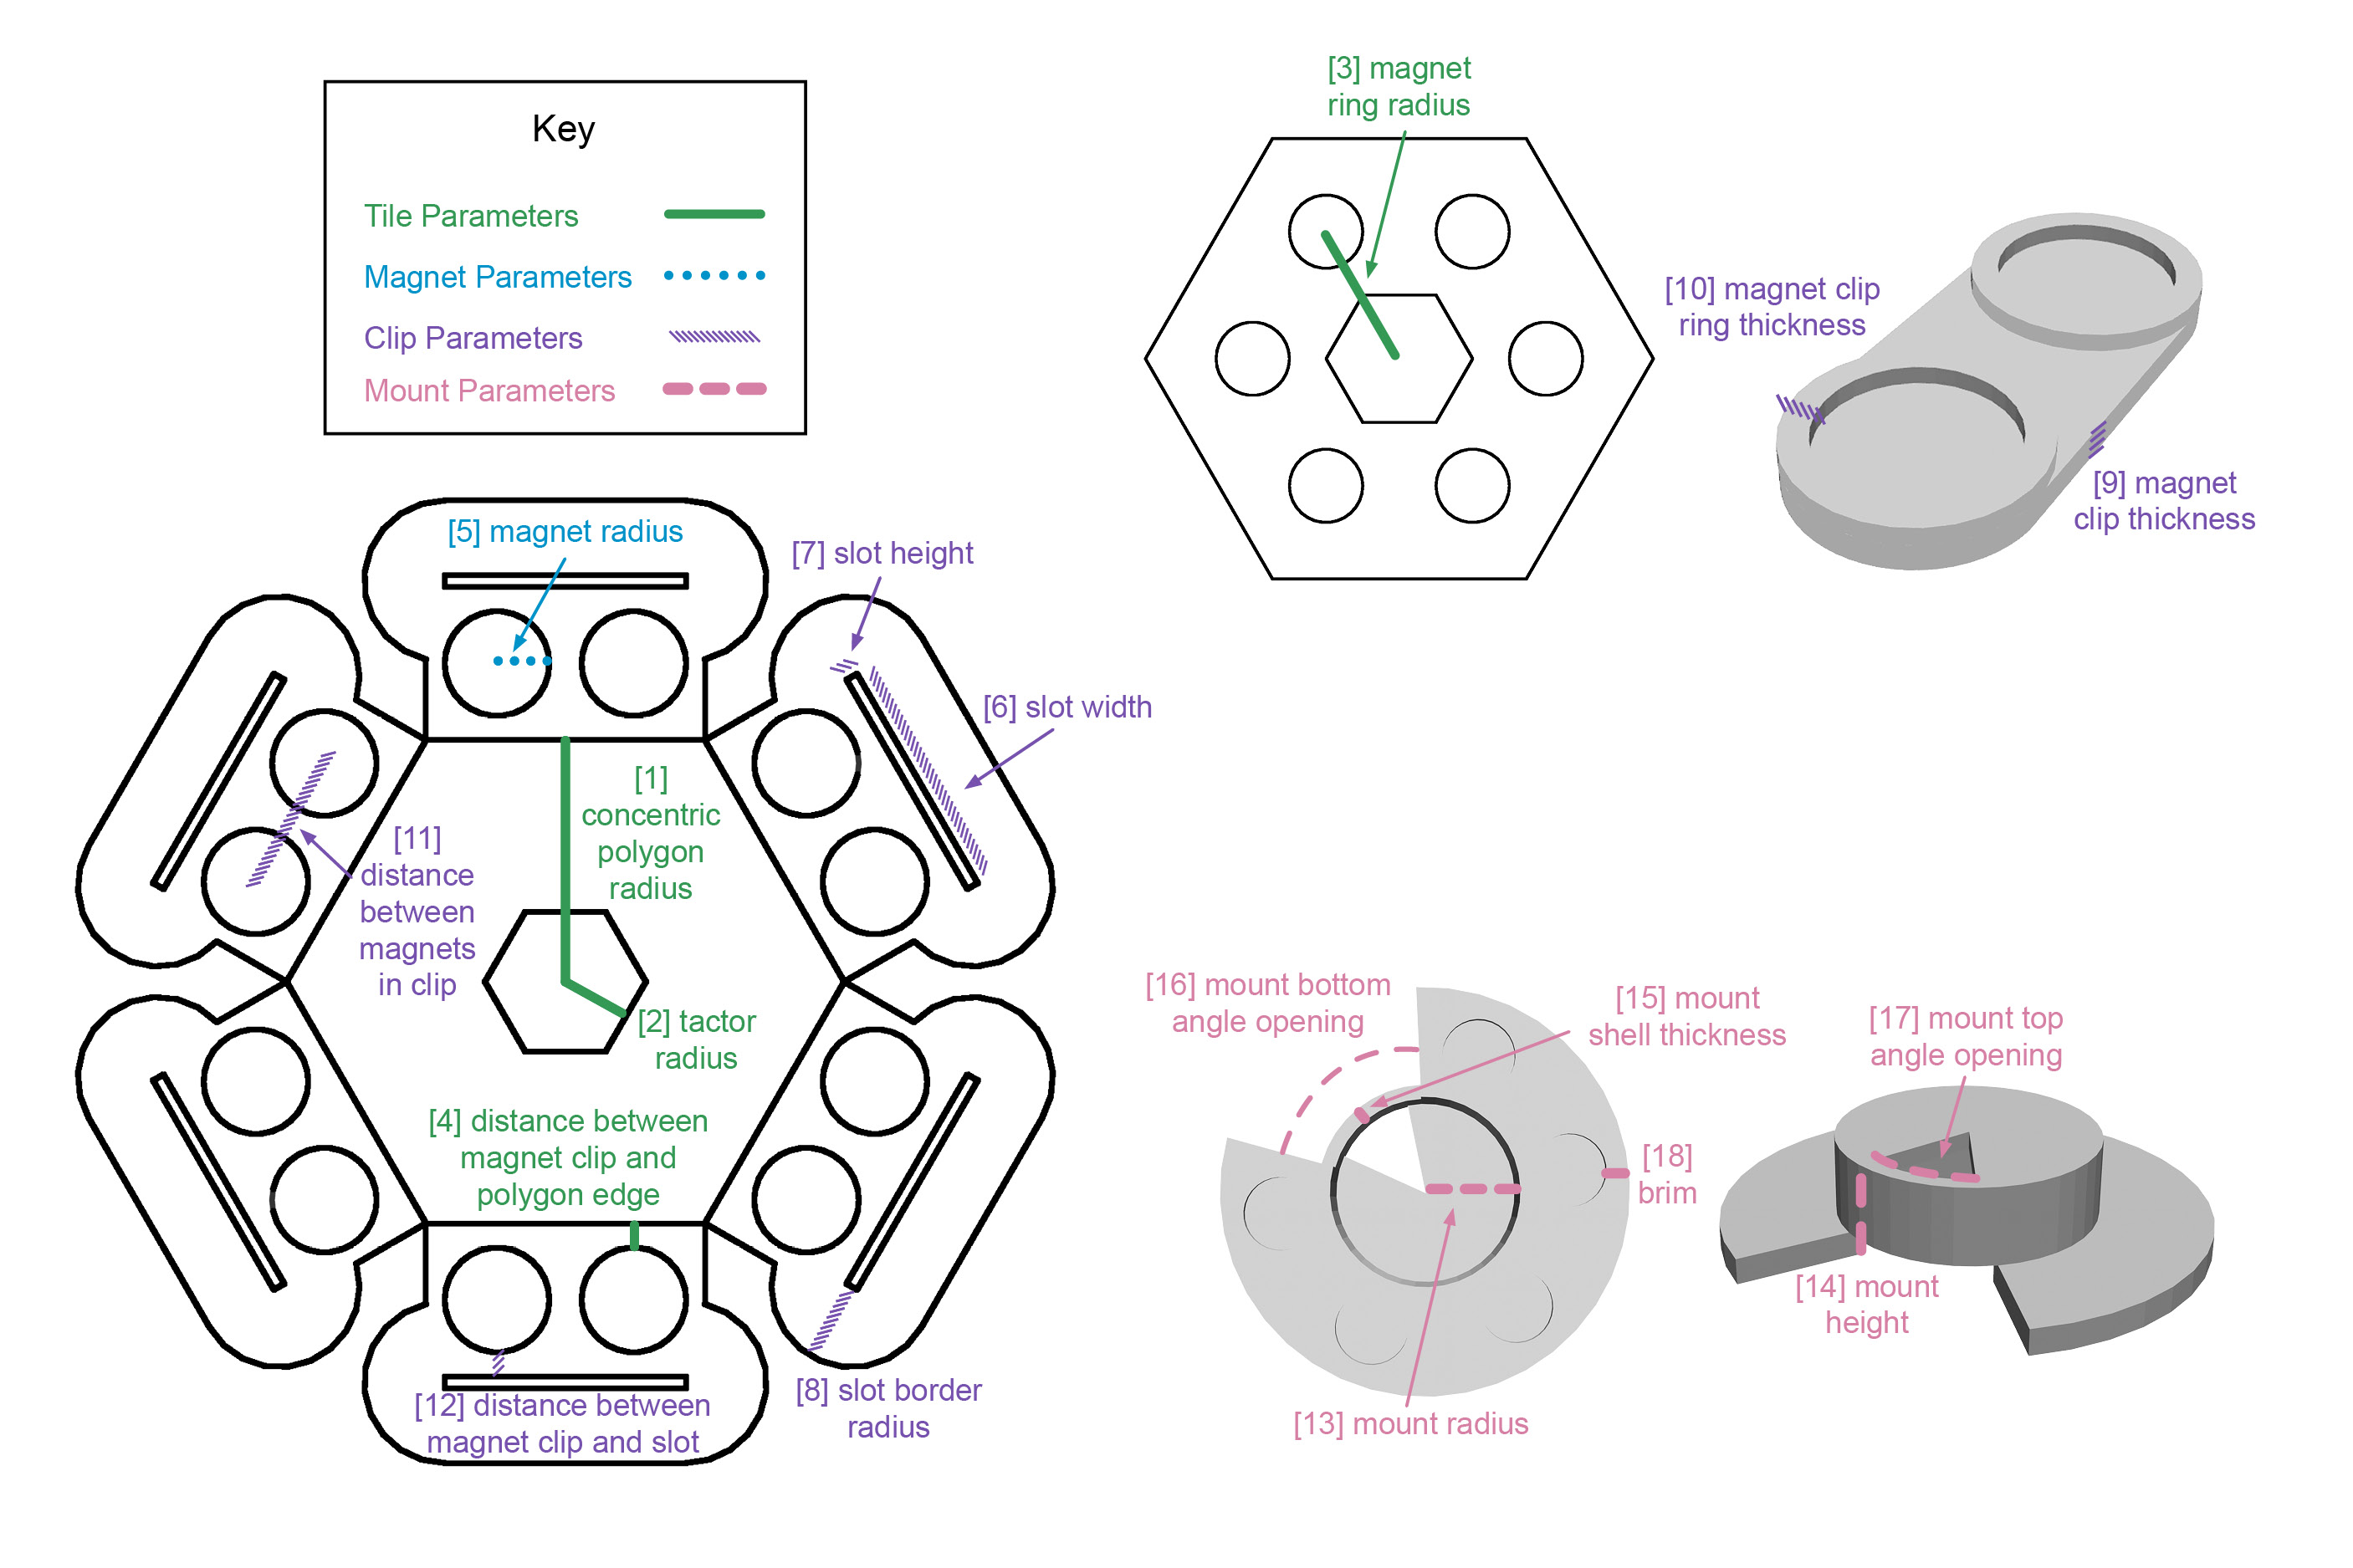 Key
Tile Parameters
Magnet Parameters
Clip Parameters
Mount Parameters
[3] magnet
ring radius
[10] magnet clip
ring thickness
[9] magnet
clip thickness
[5] magnet radius
[7] slot height
[6] slot width
[1]
concentric
polygon
radius
[11]
distance
between
magnets
in clip
[2] tactor
radius
[4] distance between
magnet clip and
polygon edge
[12] distance between
magnet clip and slot
[8] slot border
radius
[16] mount bottom
angle opening
[15] mount
shell thickness
[18]
brim
[13] mount radius
[17] mount top
angle opening
[14] mount
height